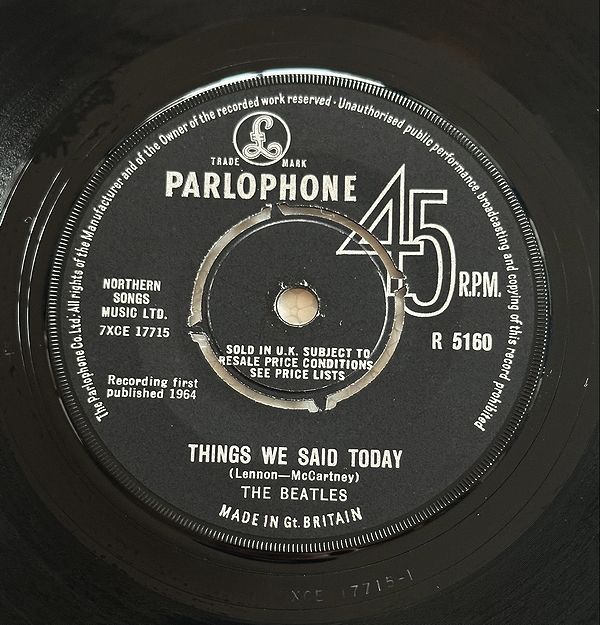 The Parlophone Co. Ltd. All rights of the Manufacturer and of the Owner of the recorded work reserved · Unauthorised public performance, broadcasting and copying of this record prohibited
£
TRADE MARK
PARLOPHONE
45 R.P.M.
NORTHERN
SONGS
MUSIC LTD.
7XCE 17715
R 5160
SOLD IN U.K. SUBJECT TO
RESALE PRICE CONDITIONS
SEE PRICE LISTS
Recording first
published 1964
THINGS WE SAID TODAY
(Lennon—McCartney)
THE BEATLES
MADE IN Gt. BRITAIN
XCE 17715-1